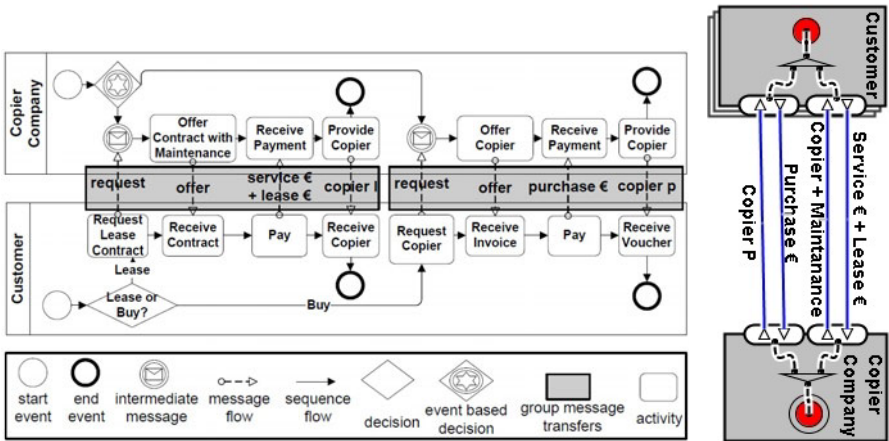 Copier
Company
Offer
Contract with
Maintenance
Receive
Payment
Provide
Copier
Offer
Copier
Receive
Payment
Provide
Copier
request
offer
service €
+ lease €
copier l
request
offer
purchase €
copier p
Customer
Request
Lease
Contract
Receive
Contract
Pay
Receive
Copier
Request
Copier
Receive
Invoice
Pay
Receive
Voucher
Lease
Lease or
Buy?
Buy
start
event
end
event
intermediate
message
message
flow
sequence
flow
decision
event based
decision
group message
transfers
activity
Customer
Copier P
Purchase €
Copier + Maintanance
Service € + Lease €
Copier
Company